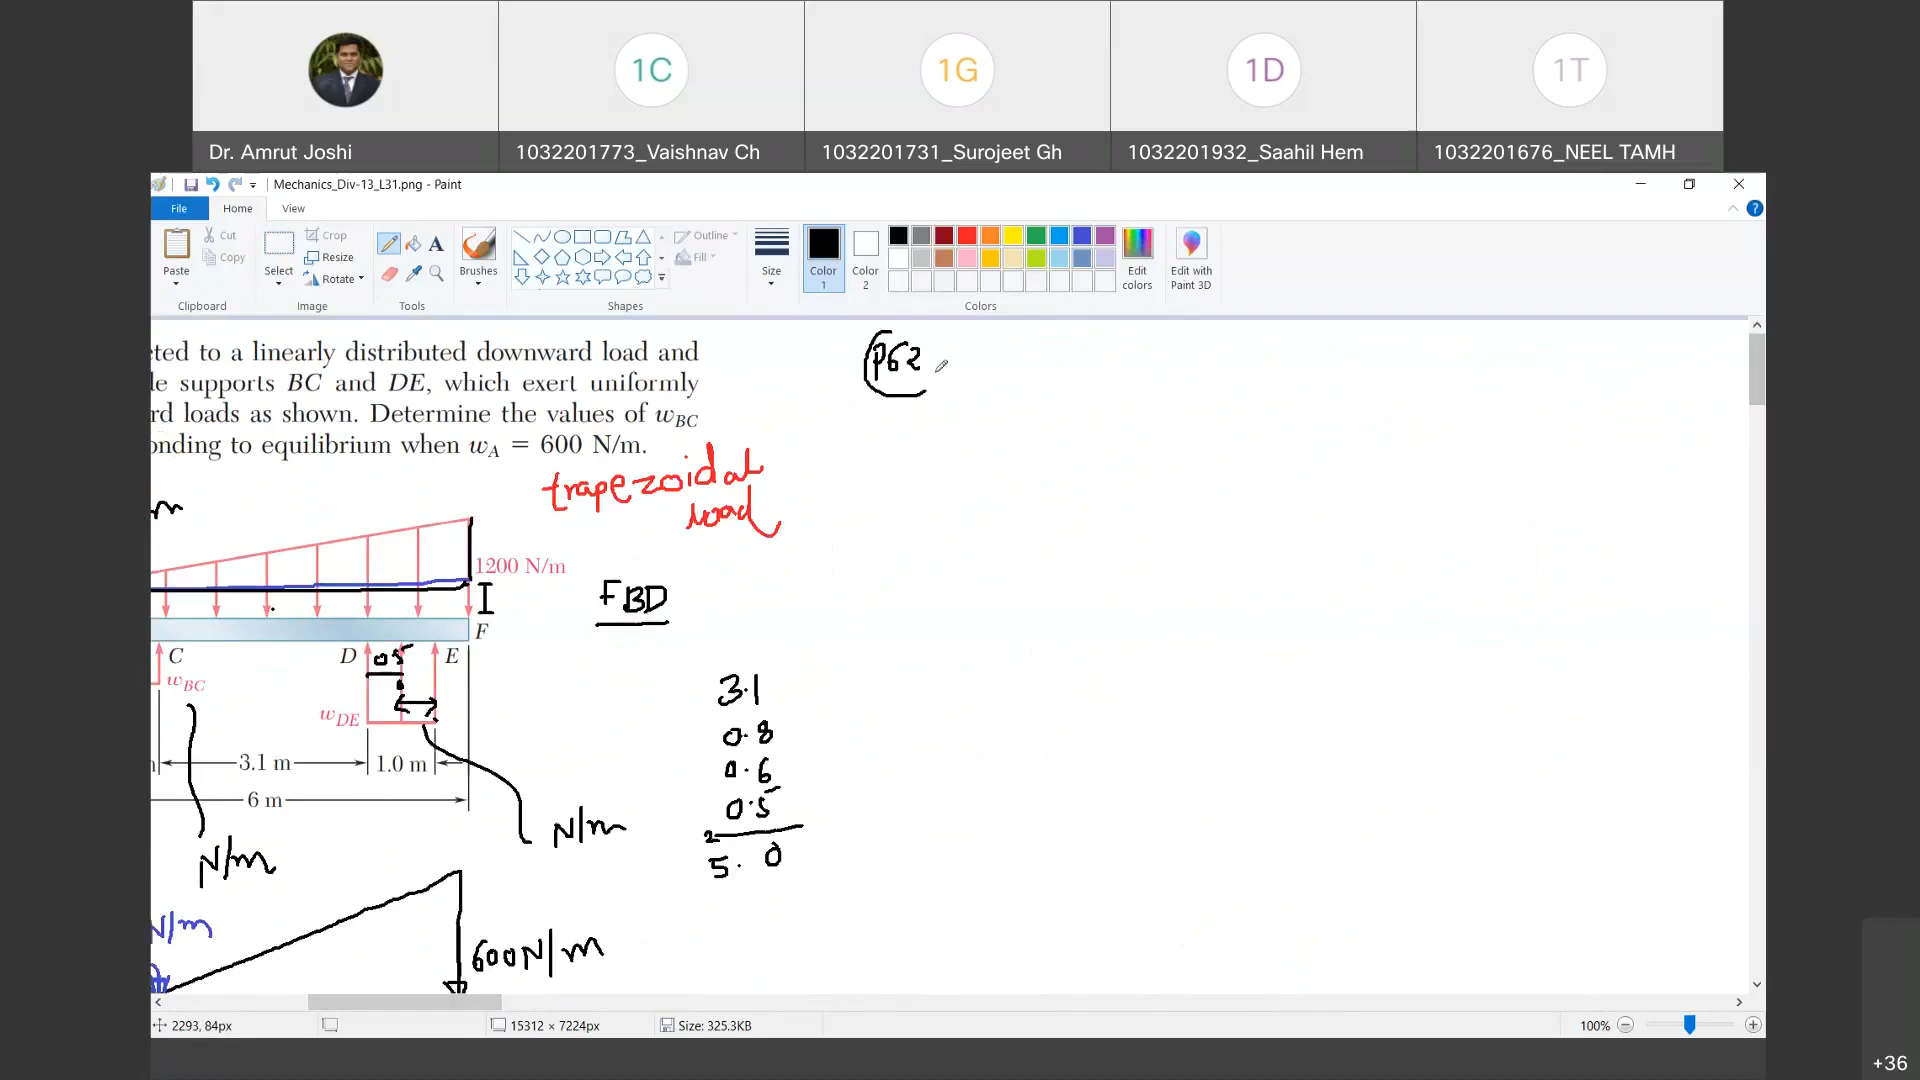 1C
1G
1D
1T
Dr. Amrut Joshi
1032201773_Vaishnav Ch
1032201731_Surojeet Gh
1032201932_Saahil Hem
1032201676_NEEL TAMH
Mechanics_Div-13_L31.png - Paint
File
Home
View
Paste
Cut
Copy
Clipboard
Select
Crop
Resize
Rotate
Image
A
Tools
Brushes
Outline
Fill
Shapes
Size
Color 1
Color 2
Edit colors
Colors
Edit with Paint 3D
?
eted to a linearly distributed downward load and
le supports BC and DE, which exert uniformly
rd loads as shown. Determine the values of wBC
onding to equilibrium when wA = 600 N/m.
P62
trapezoidal
load
m
1200 N/m
I
FBD
F
C
D
0.5
E
wBC
wDE
3.1 m
1.0 m
6 m
N/m
N/m
3.1
0.8
0.6
0.5
2
5.0
N/m
600N/m
2293, 84px
15312 × 7224px
Size: 325.3KB
100%
+36